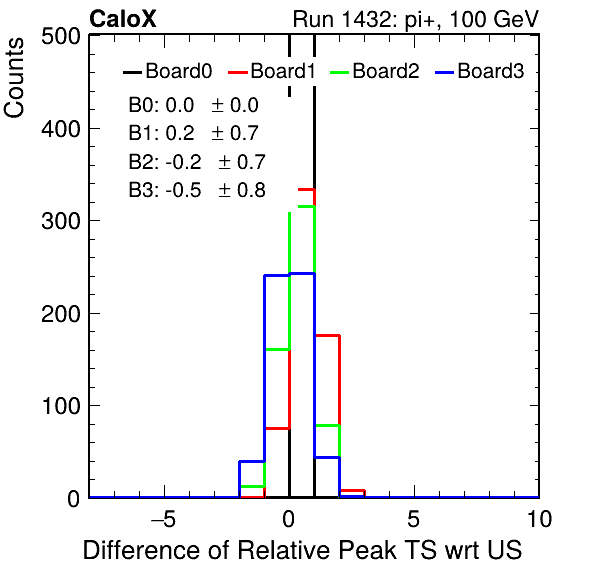 CaloX Run 1432: pi+, 100 GeV
Counts
500
400
300
200
100
0
Board0 Board1 Board2 Board3
B0: 0.0 ± 0.0
B1: 0.2 ± 0.7
B2: -0.2 ± 0.7
B3: -0.5 ± 0.8
−5 0 5 10
Difference of Relative Peak TS wrt US